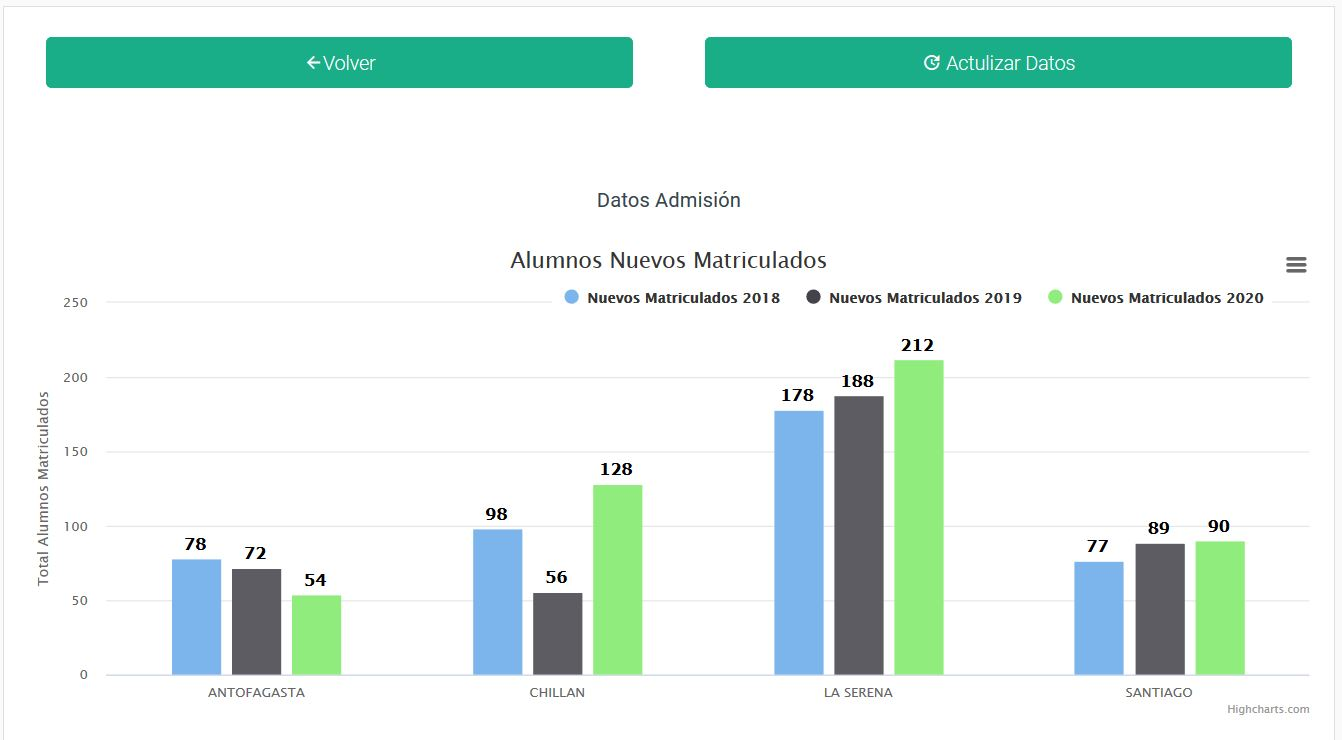 Volver
Actulizar Datos
Datos Admisión
Alumnos Nuevos Matriculados
Nuevos Matriculados 2018 Nuevos Matriculados 2019 Nuevos Matriculados 2020
Total Alumnos Matriculados
250
200
150
100
50
0
78 72 54
98 56 128
178 188 212
77 89 90
ANTOFAGASTA CHILLAN LA SERENA SANTIAGO
Highcharts.com